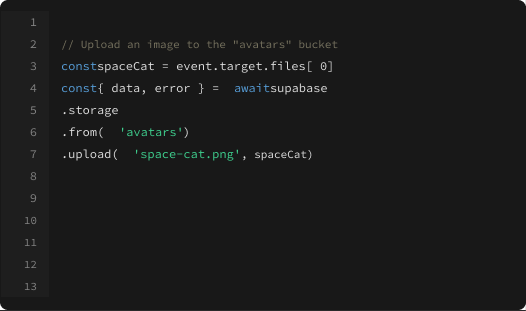 1
2 // Upload an image to the "avatars" bucket
3 constspaceCat = event.target.files[ 0]
4 const{ data, error } = awaitsupabase
5 .storage
6 .from( 'avatars')
7 .upload( 'space-cat.png', spaceCat)
8
9
10
11
12
13